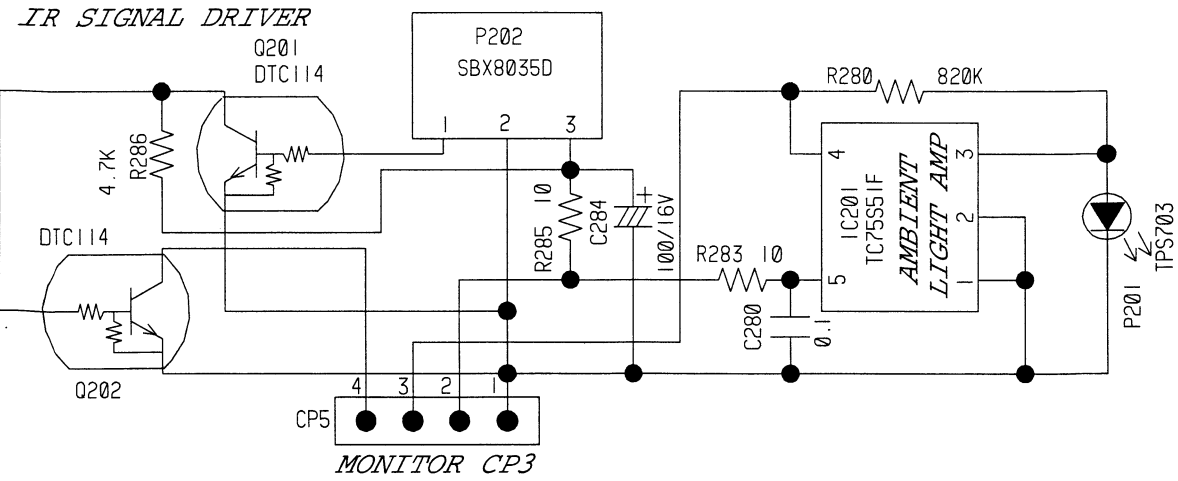 IR SIGNAL DRIVER
Q201
DTC114
P202
SBX8035D
1 2 3
R286
4.7K
R280 820K
4
5
3
2
1
IC201
TC75S51F
AMBIENT
LIGHT AMP
10
R285
C284
+
100/16V
R283 10
C280
0.1
P201
TPS703
DTC114
Q202
4 3 2 1
CP5
MONITOR CP3